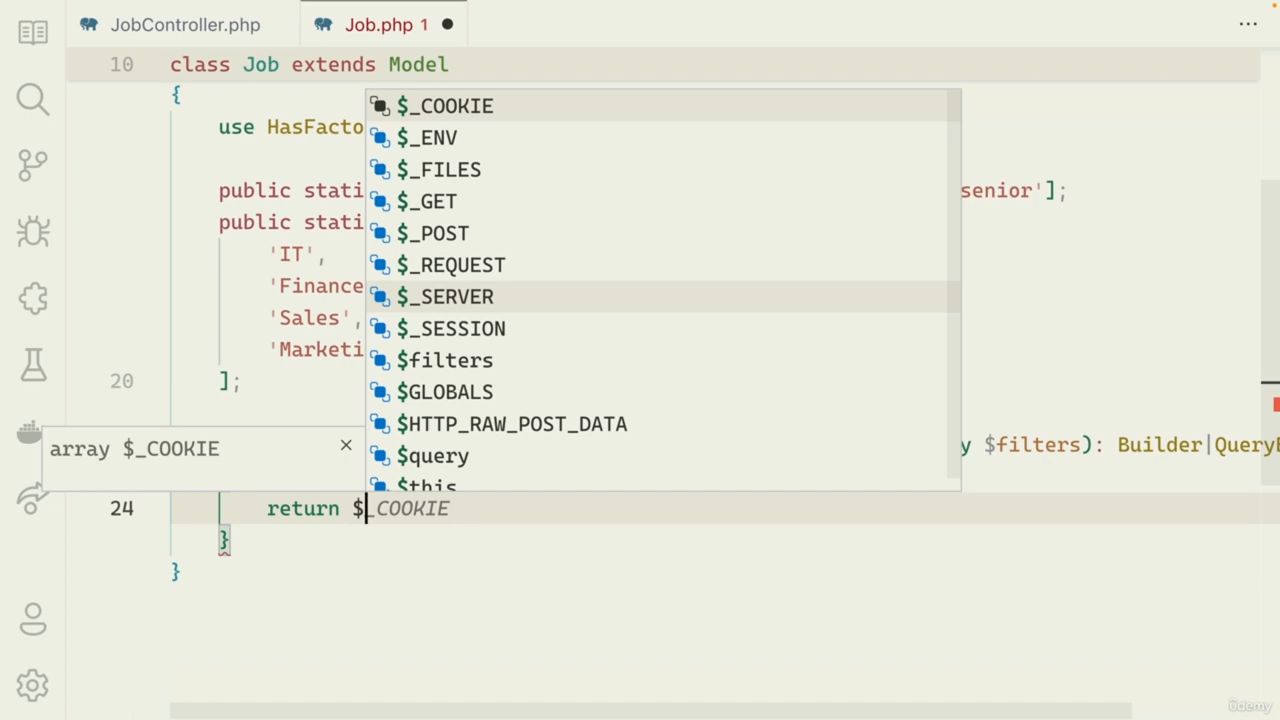 JobController.php
Job.php 1
10 class Job extends Model
{
use HasFacto
public stati senior'];
public stati
'IT',
'Finance
'Sales',
'Marketi
20 ];
$_COOKIE
$_ENV
$_FILES
$_GET
$_POST
$_REQUEST
$_SERVER
$_SESSION
$filters
$GLOBALS
$HTTP_RAW_POST_DATA
$query
$this
array $_COOKIE
y $filters): Builder|QueryB
24 return $_COOKIE
}
}
ûdemy